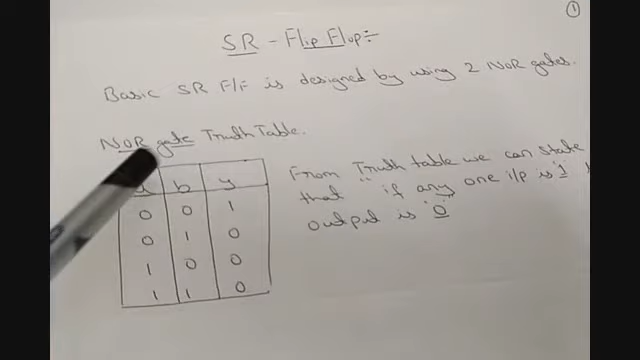 ①
SR - Flip Flop:-
Basic SR F/F is designed by using 2 NOR gates.
NOR gate Truth Table.
b y
0 0 1
0 1 0
1 0 0
1 1 0
From Truth table we can state
that " if any one i/p is 1
output is '0'